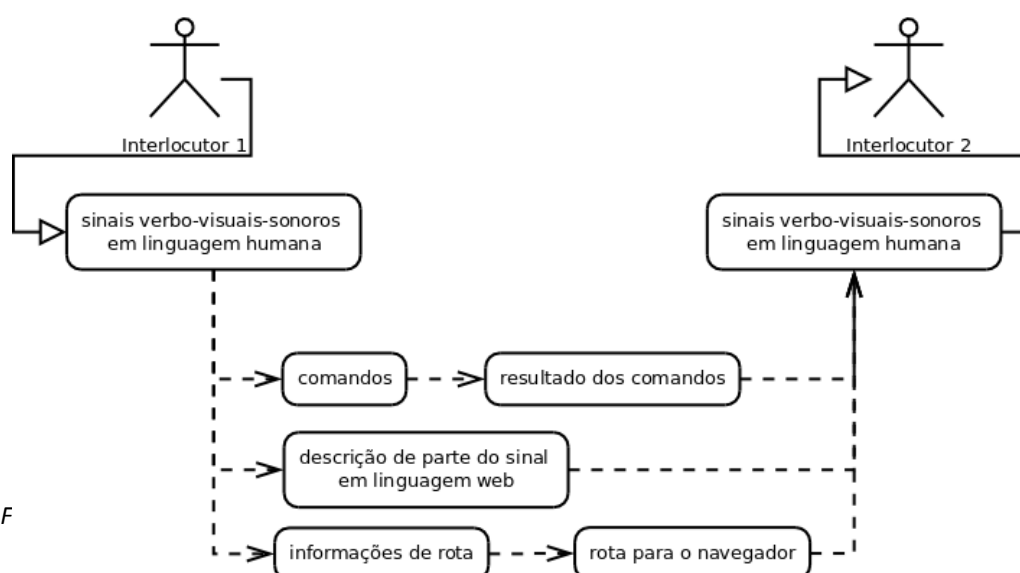 Interlocutor 1
Interlocutor 2
sinais verbo-visuais-sonoros
em linguagem humana
sinais verbo-visuais-sonoros
em linguagem humana
comandos
resultado dos comandos
descrição de parte do sinal
em linguagem web
F
informações de rota
rota para o navegador